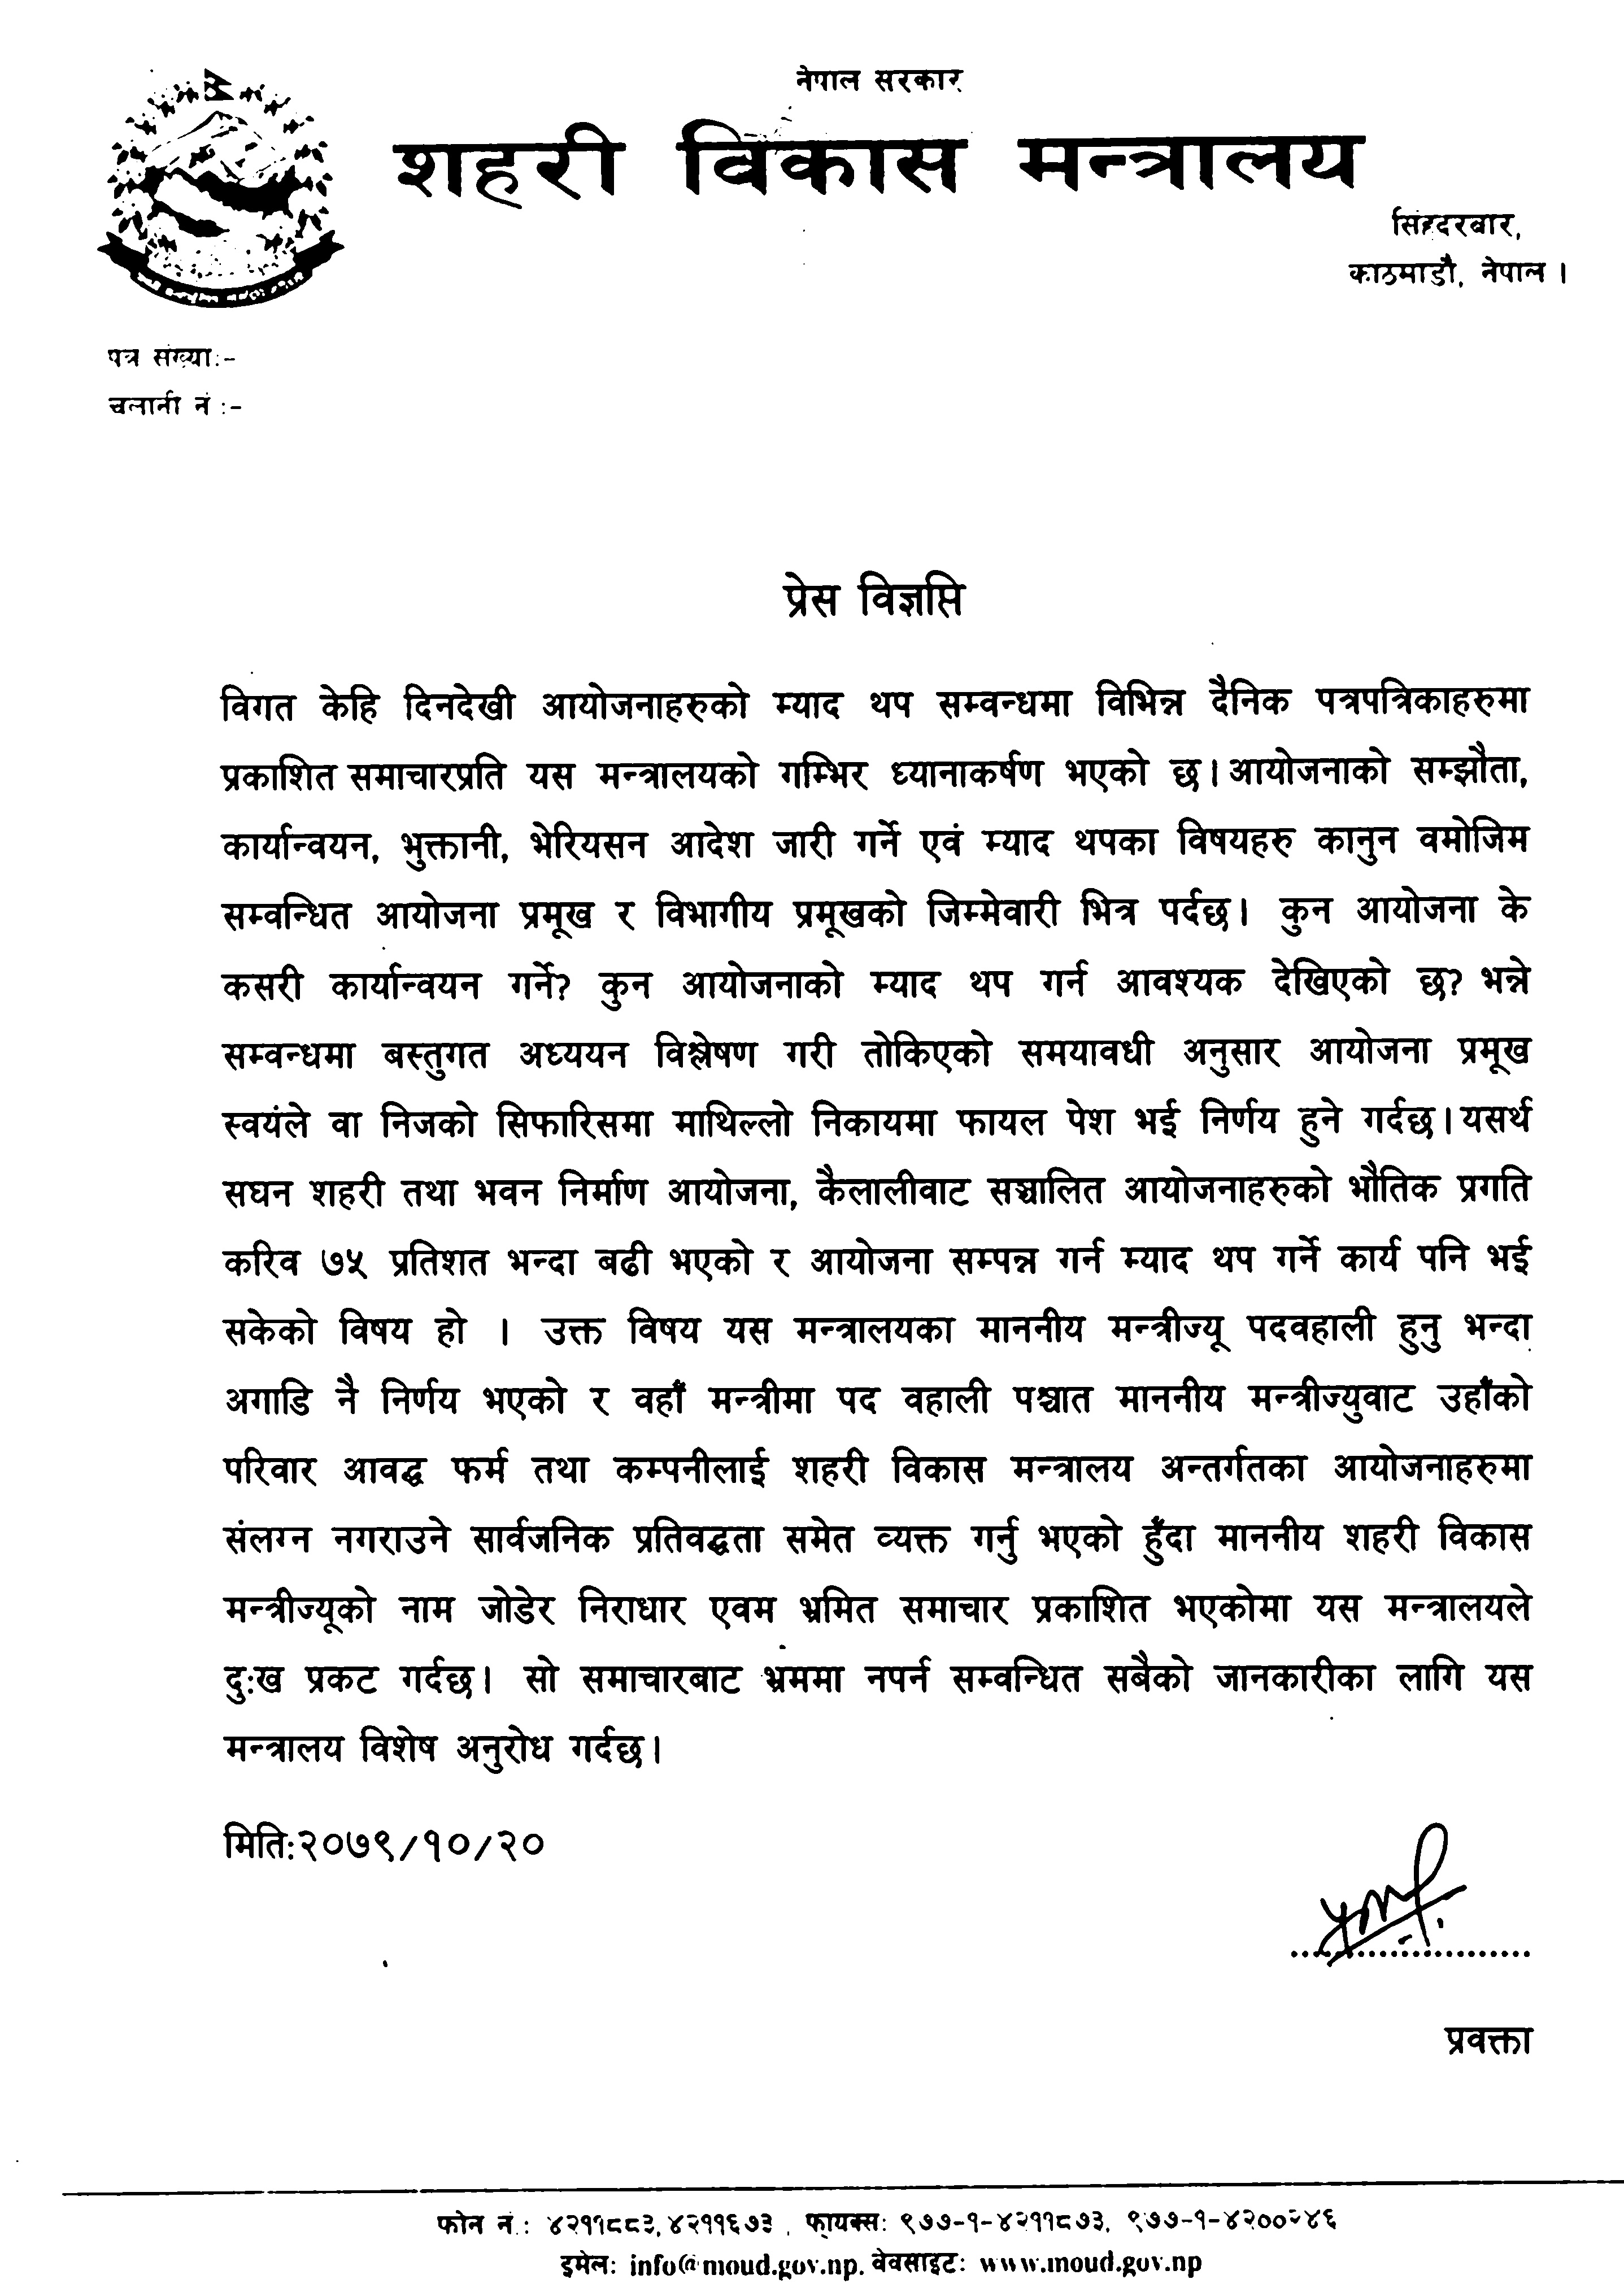 नेपाल सरकार
शहरी विकास मन्त्रालय
सिंहदरवार,
काठमाडौं, नेपाल ।
पत्र संख्याः-
चलानी नं :-
प्रेस विज्ञप्ति
विगत केहि दिनदेखी आयोजनाहरुको म्याद थप सम्वन्धमा विभिन्न दैनिक पत्रपत्रिकाहरुमा
प्रकाशित समाचारप्रति यस मन्त्रालयको गम्भिर ध्यानाकर्षण भएको छ। आयोजनाको सम्झौता,
कार्यान्वयन, भुक्तानी, भेरियसन आदेश जारी गर्ने एवं म्याद थपका विषयहरु कानुन वमोजिम
सम्वन्धित आयोजना प्रमूख र विभागीय प्रमूखको जिम्मेवारी भित्र पर्दछ। कुन आयोजना के
कसरी कार्यान्वयन गर्ने? कुन आयोजनाको म्याद थप गर्न आवश्यक देखिएको छ? भन्ने
सम्वन्धमा बस्तुगत अध्ययन विश्लेषण गरी तोकिएको समयावधी अनुसार आयोजना प्रमूख
स्वयंले वा निजको सिफारिसमा माथिल्लो निकायमा फायल पेश भई निर्णय हुने गर्दछ। यसर्थ
सघन शहरी तथा भवन निर्माण आयोजना, कैलालीवाट सञ्चालित आयोजनाहरुको भौतिक प्रगति
करिव ७५ प्रतिशत भन्दा बढी भएको र आयोजना सम्पन्न गर्न म्याद थप गर्ने कार्य पनि भई
सकेको विषय हो । उक्त विषय यस मन्त्रालयका माननीय मन्त्रीज्यू पदवहाली हुनु भन्दा
अगाडि नै निर्णय भएको र वहाँ मन्त्रीमा पद वहाली पश्चात माननीय मन्त्रीज्युवाट उहाँको
परिवार आवद्ध फर्म तथा कम्पनीलाई शहरी विकास मन्त्रालय अन्तर्गतका आयोजनाहरुमा
संलग्न नगराउने सार्वजनिक प्रतिवद्धता समेत व्यक्त गर्नु भएको हुँदा माननीय शहरी विकास
मन्त्रीज्यूको नाम जोडेर निराधार एवम भ्रमित समाचार प्रकाशित भएकोमा यस मन्त्रालयले
दुःख प्रकट गर्दछ। सो समाचारबाट भ्रममा नपर्न सम्वन्धित सबैको जानकारीका लागि यस
मन्त्रालय विशेष अनुरोध गर्दछ।
मिति:२०७९/१०/२०
प्रवक्ता
फोन नं.: ४२११८८३, ४२११६७३, फायक्स: ९७७-१-४२११८७३, ९७७-१-४२००२४६
इमेल: info@moud.gov.np. वेवसाइट: www.moud.gov.np